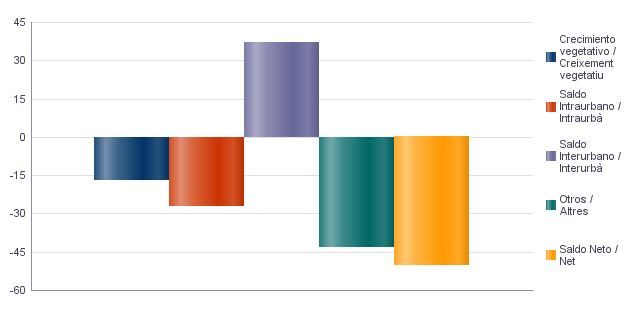 45
30
15
0
-15
-30
-45
-60
Crecimiento
vegetativo /
Creixement
vegetatiu
Saldo
Intraurbano /
Intraurbà
Saldo
Interurbano /
Interurbà
Otros /
Altres
Saldo Neto /
Net